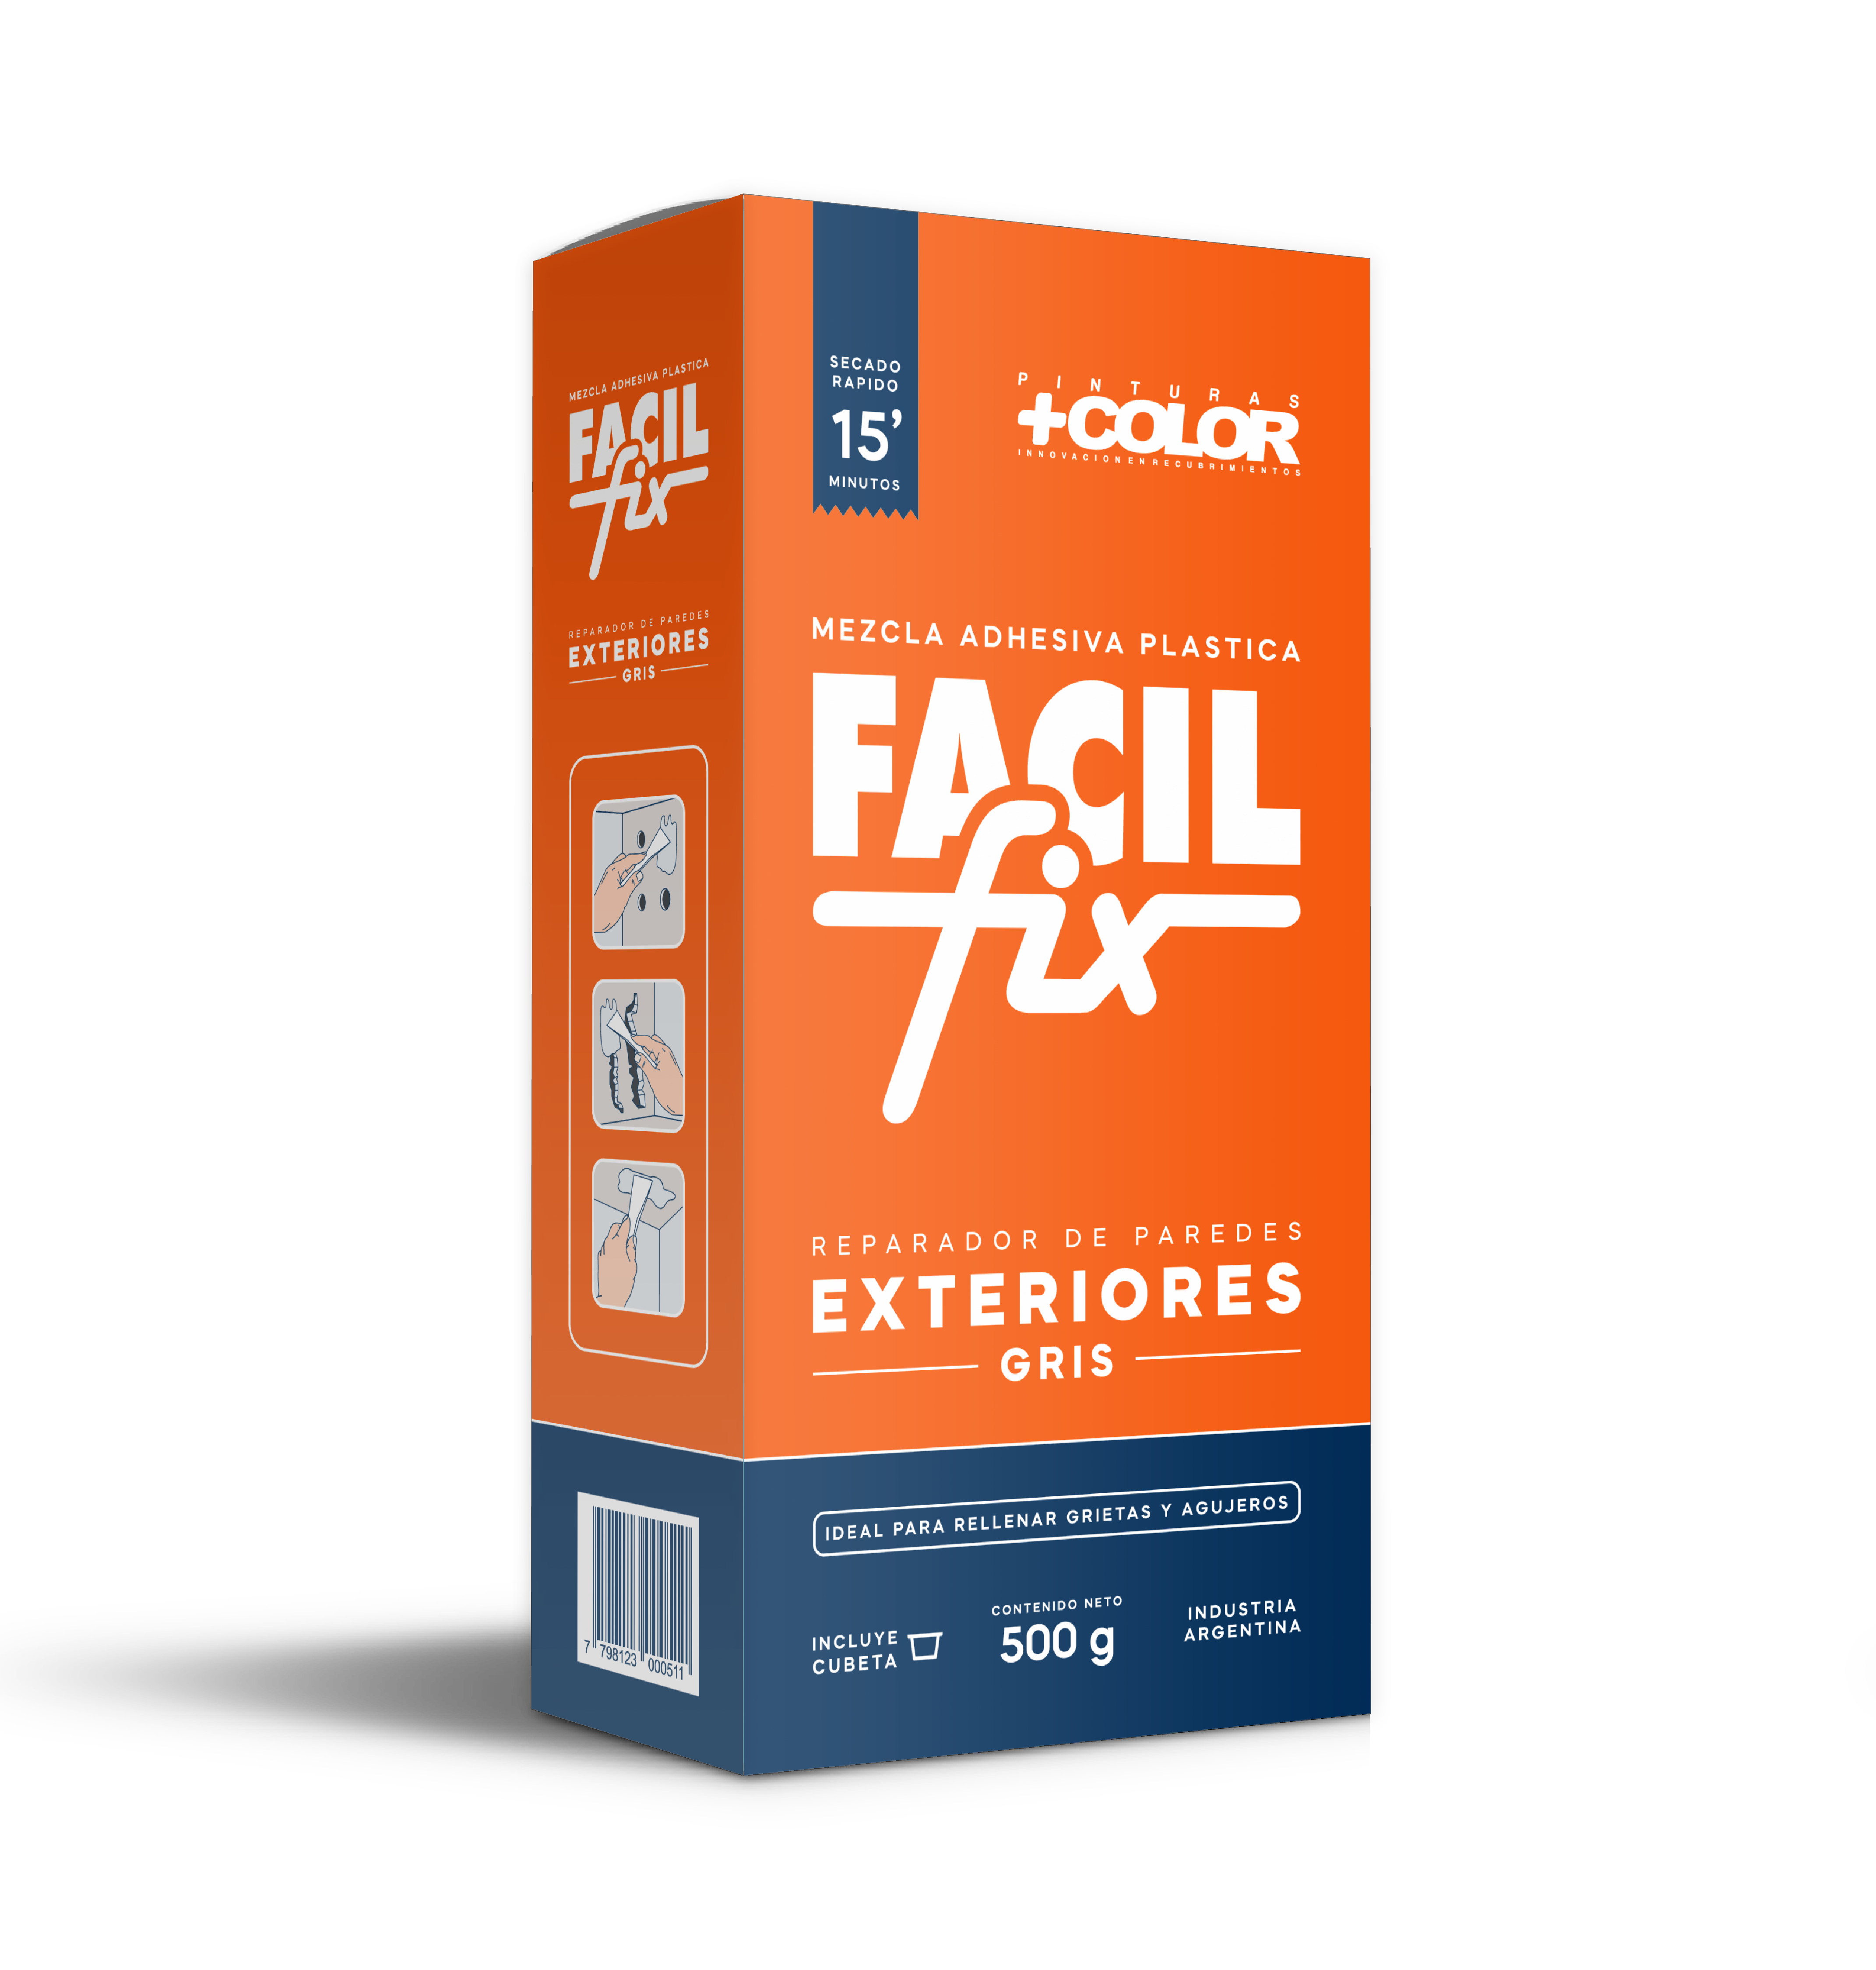 MEZCLA ADHESIVA PLASTICA
FACIL
fix
REPARADOR DE PAREDES
EXTERIORES
GRIS
7 798123 000511
SECADO
RAPIDO
15’
MINUTOS
PINTURAS
+COLOR
INNOVACION EN RECUBRIMIENTOS
MEZCLA ADHESIVA PLASTICA
FACIL
fix
REPARADOR DE PAREDES
EXTERIORES
GRIS
IDEAL PARA RELLENAR GRIETAS Y AGUJEROS
INCLUYE
CUBETA
CONTENIDO NETO
500 g
INDUSTRIA
ARGENTINA